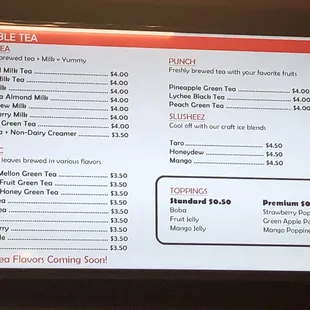 BLE TEA
TEA
brewed tea + Milk = Yummy
Milk Tea $4.00
Tea $4.00
$4.00
Almond Milk $4.00
ew Milk $4.00
erry Milk $4.00
Green Tea $4.00
a + Non-Dairy Creamer $3.50
C
leaves brewed in various flavors
Mellon Green Tea $3.50
Fruit Green Tea $3.50
Honey Green Tea $3.50
ea $3.50
ea $3.50
$3.50
rry $3.50
le $3.50
$3.50
ea Flavors Coming Soon!
PUNCH
Freshly brewed tea with your favorite fruits
Pineapple Green Tea $4.00
Lychee Black Tea $4.00
Peach Green Tea $4.00
SLUSHEEZ
Cool off with our craft ice blends
Taro $4.50
Honeydew $4.50
Mango $4.50
TOPPINGS
Standard $0.50
Boba
Fruit Jelly
Mango Jelly
Premium $0
Strawberry Pop
Green Apple Po
Mango Poppin